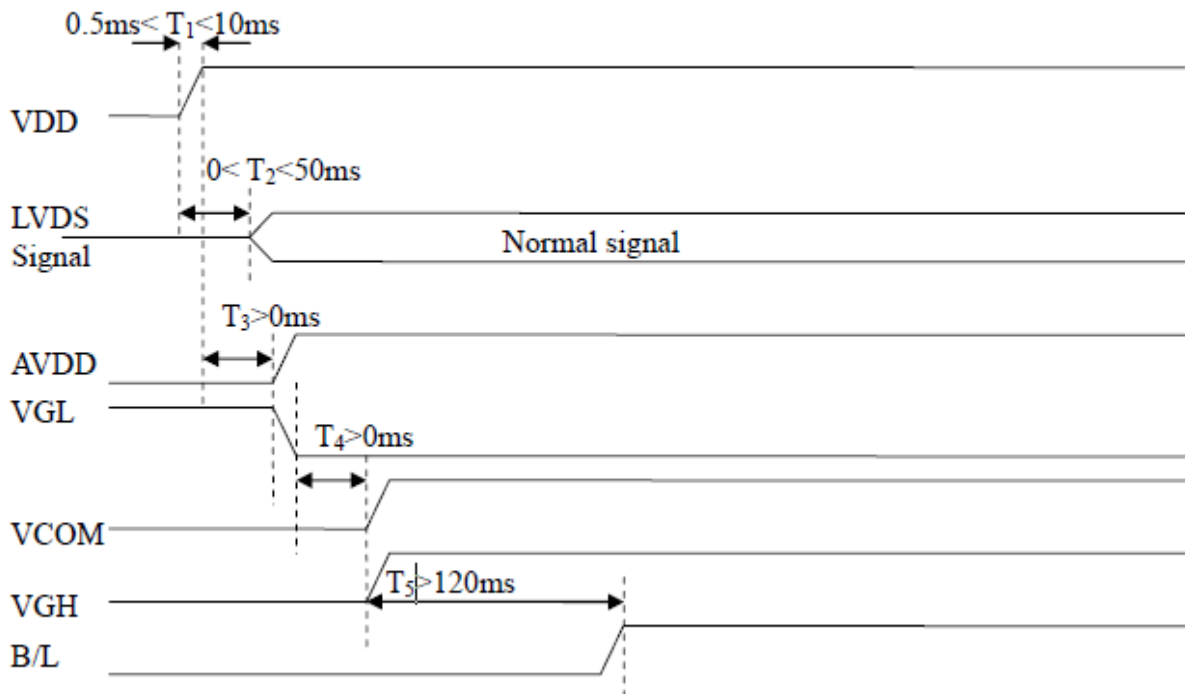 0.5ms< T₁<10ms
VDD
0< T₂<50ms
LVDS
Signal
Normal signal
T₃>0ms
AVDD
VGL
T₄>0ms
VCOM
T₅>120ms
VGH
B/L